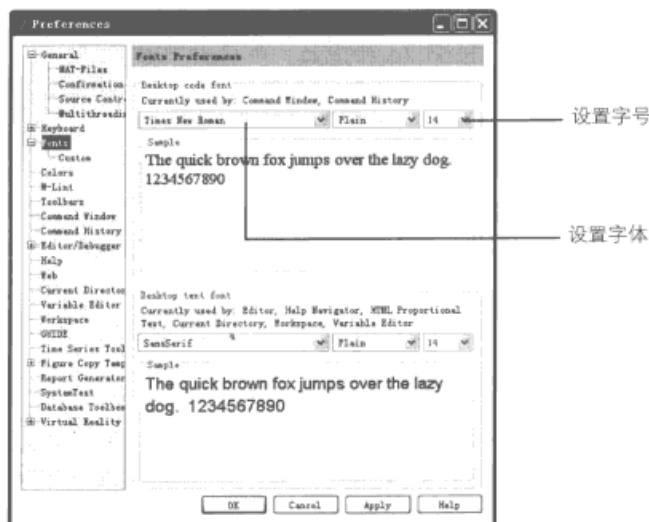 Preferences
General
MAT-Files
Confirmation
Source Contr
Multithreadin
Keyboard
Fonts
Custom
Colors
M-Lint
Toolbars
Command Window
Command History
Editor/Debugger
Help
Web
Current Director
Variable Editor
Workspace
GUIDE
Time Series Tool
Figure Copy Temp
Report Generator
SystemTest
Database Toolbox
Virtual Reality
Fonts Preferences
Desktop code font
Currently used by: Command Window, Command History
Times New Roman Plain 14
Sample
The quick brown fox jumps over the lazy dog.
1234567890
Desktop text font
Currently used by: Editor, Help Navigator, HTML Proportional
Text, Current Directory, Workspace, Variable Editor
SansSerif Plain 14
Sample
The quick brown fox jumps over the lazy
dog. 1234567890
OK Cancel Apply Help
设置字号
设置字体